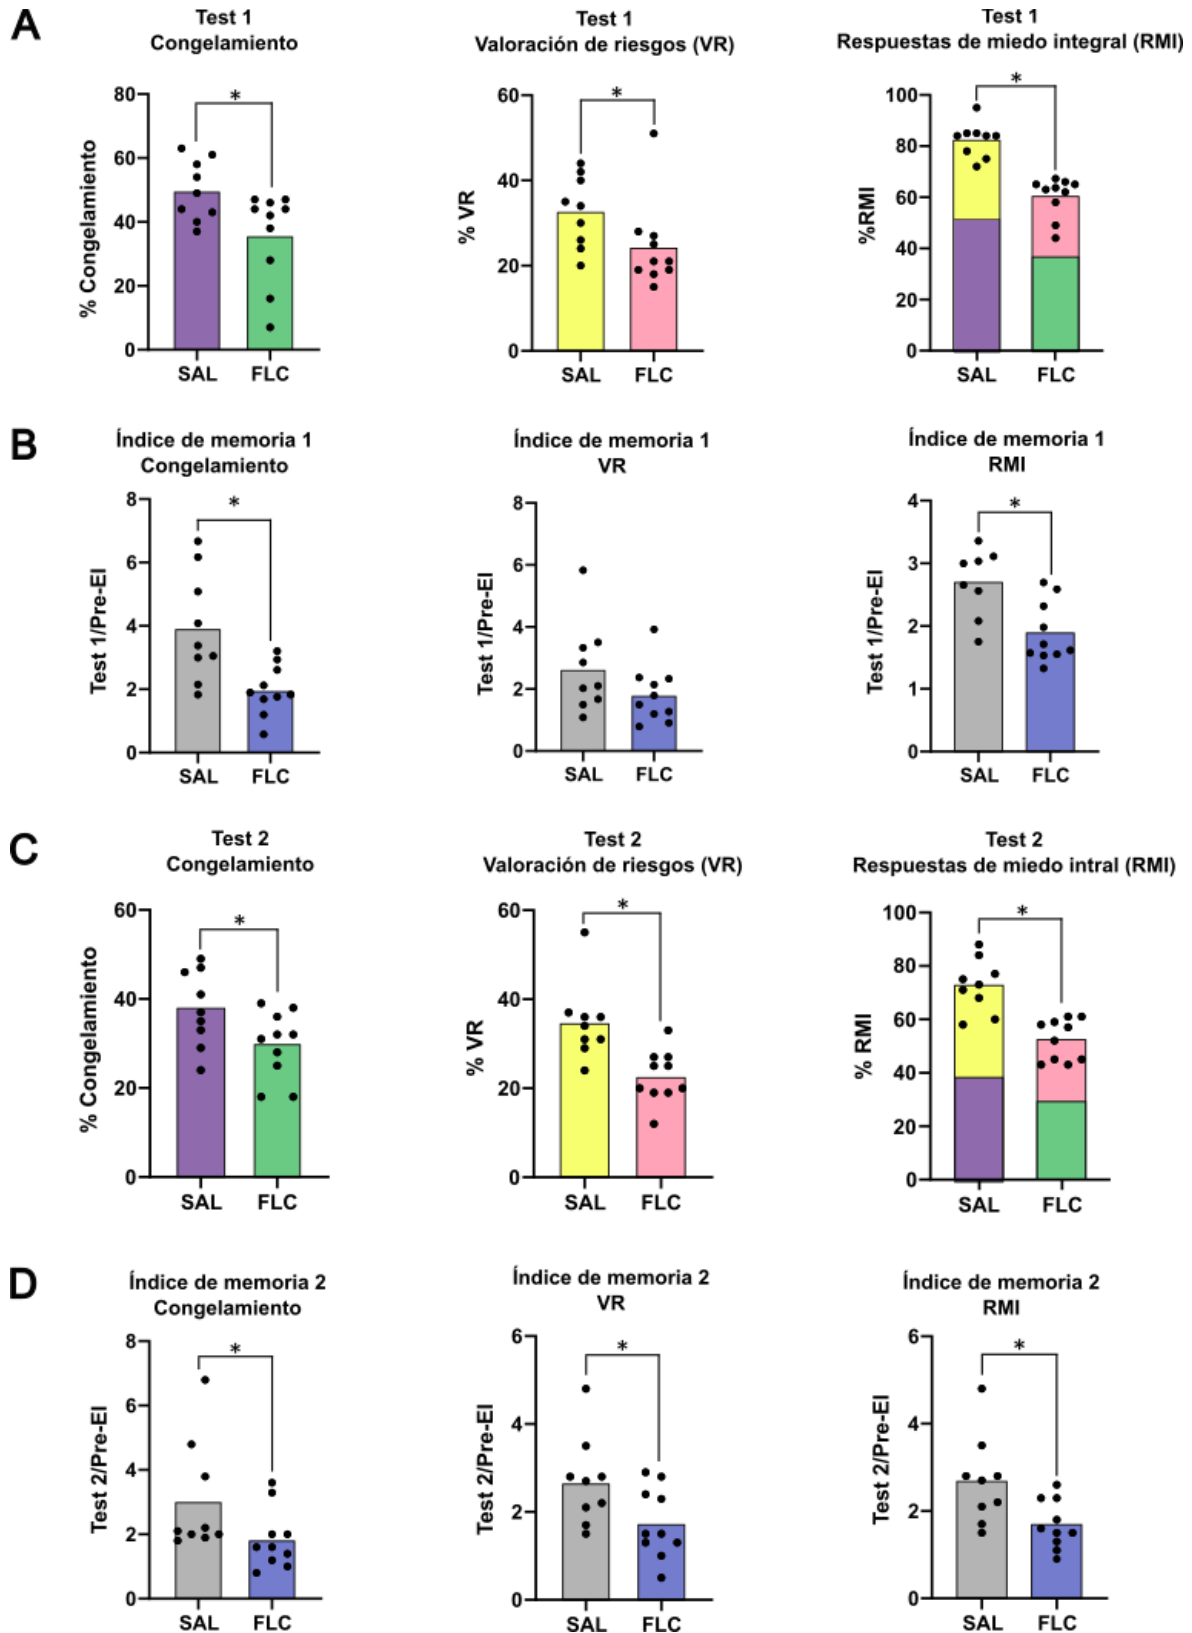 A
Test 1
Congelamiento
% Congelamiento
80
60
40
20
0
*
SAL
FLC
Test 1
Valoración de riesgos (VR)
% VR
60
40
20
0
*
SAL
FLC
Test 1
Respuestas de miedo integral (RMI)
%RMI
100
80
60
40
20
0
*
SAL
FLC
B
Índice de memoria 1
Congelamiento
Test 1/Pre-EI
8
6
4
2
0
*
SAL
FLC
Índice de memoria 1
VR
Test 1/Pre-EI
8
6
4
2
0
SAL
FLC
Índice de memoria 1
RMI
Test 1/Pre-EI
4
3
2
1
0
*
SAL
FLC
C
Test 2
Congelamiento
% Congelamiento
60
40
20
0
*
SAL
FLC
Test 2
Valoración de riesgos (VR)
% VR
60
40
20
0
*
SAL
FLC
Test 2
Respuestas de miedo intral (RMI)
% RMI
100
80
60
40
20
0
*
SAL
FLC
D
Índice de memoria 2
Congelamiento
Test 2/Pre-EI
8
6
4
2
0
*
SAL
FLC
Índice de memoria 2
VR
Test 2/Pre-EI
6
4
2
0
*
SAL
FLC
Índice de memoria 2
RMI
Test 2/Pre-EI
6
4
2
0
*
SAL
FLC